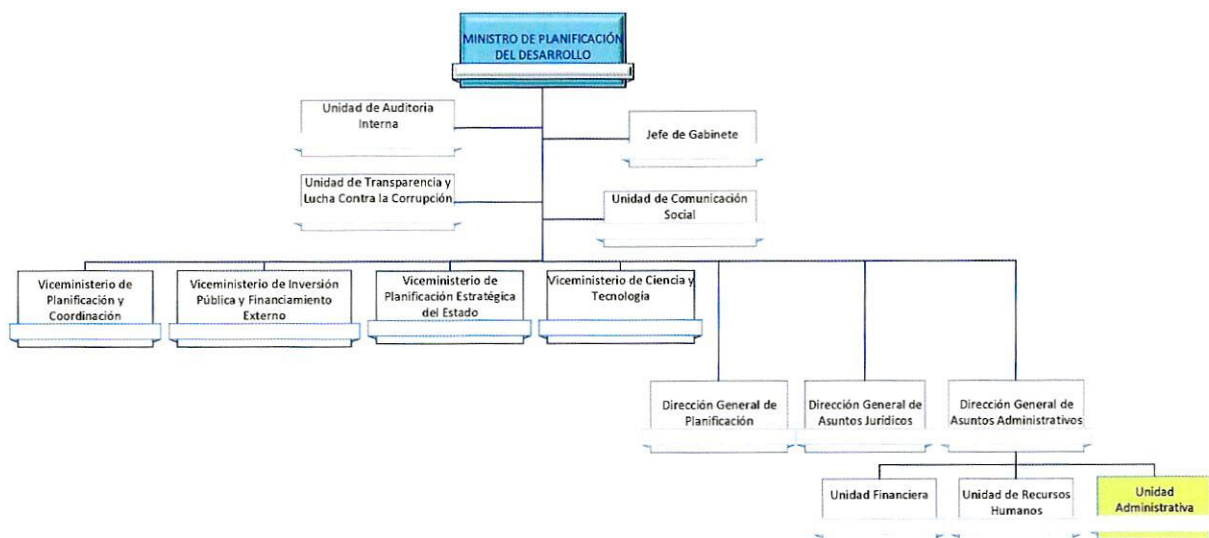 MINISTRO DE PLANIFICACIÓN
DEL DESARROLLO
Unidad de Auditoria
Interna
Jefe de Gabinete
Unidad de Transparencia y
Lucha Contra la Corrupción
Unidad de Comunicación
Social
Viceministerio de
Planificación y
Coordinación
Viceministerio de Inversión
Pública y Financiamiento
Externo
Viceministerio de
Planificación Estratégica
del Estado
Viceministerio de Ciencia y
Tecnología
Dirección General de
Planificación
Dirección General de
Asuntos Jurídicos
Dirección General de
Asuntos Administrativos
Unidad Financiera
Unidad de Recursos
Humanos
Unidad
Administrativa